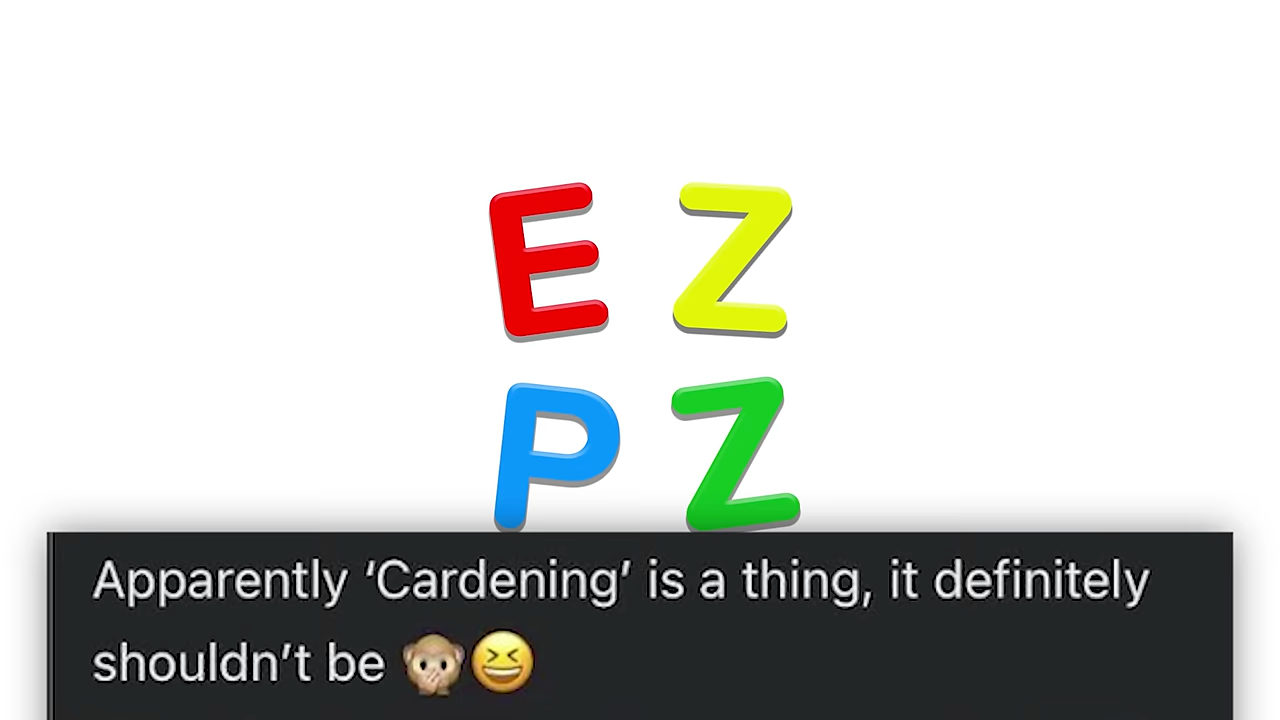 E Z
P Z
Apparently ‘Cardening’ is a thing, it definitely
shouldn’t be 🙊😆